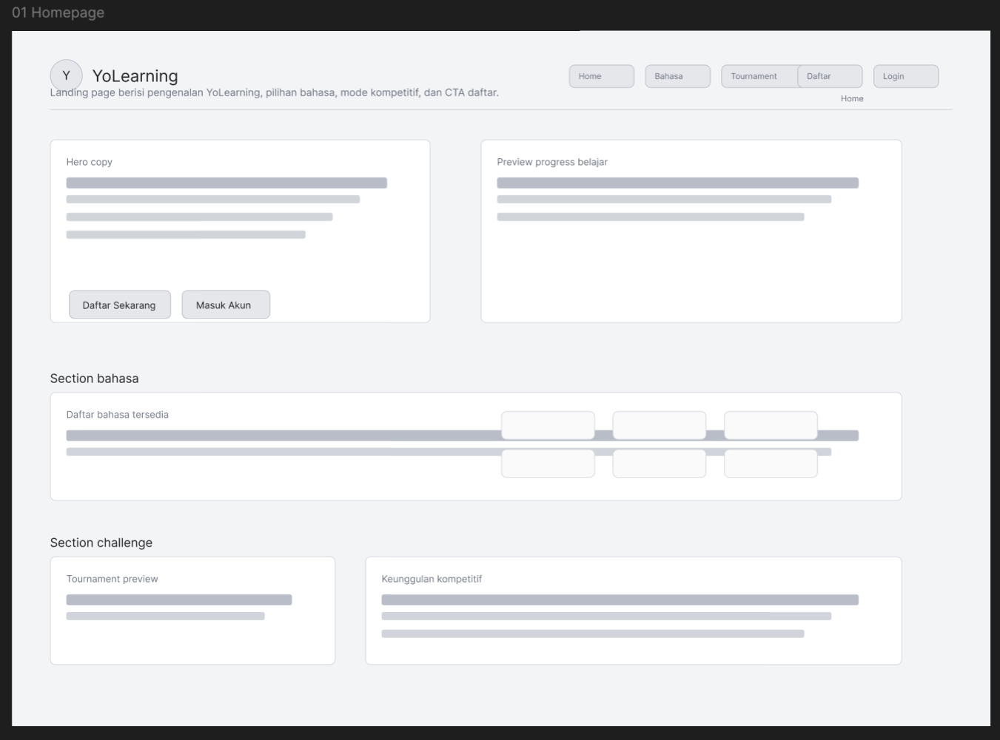 01 Homepage
Y
YoLearning
Home
Bahasa
Tournament
Daftar
Login
Landing page berisi pengenalan YoLearning, pilihan bahasa, mode kompetitif, dan CTA daftar.
Home
Hero copy
Preview progress belajar
Daftar Sekarang
Masuk Akun
Section bahasa
Daftar bahasa tersedia
Section challenge
Tournament preview
Keunggulan kompetitif